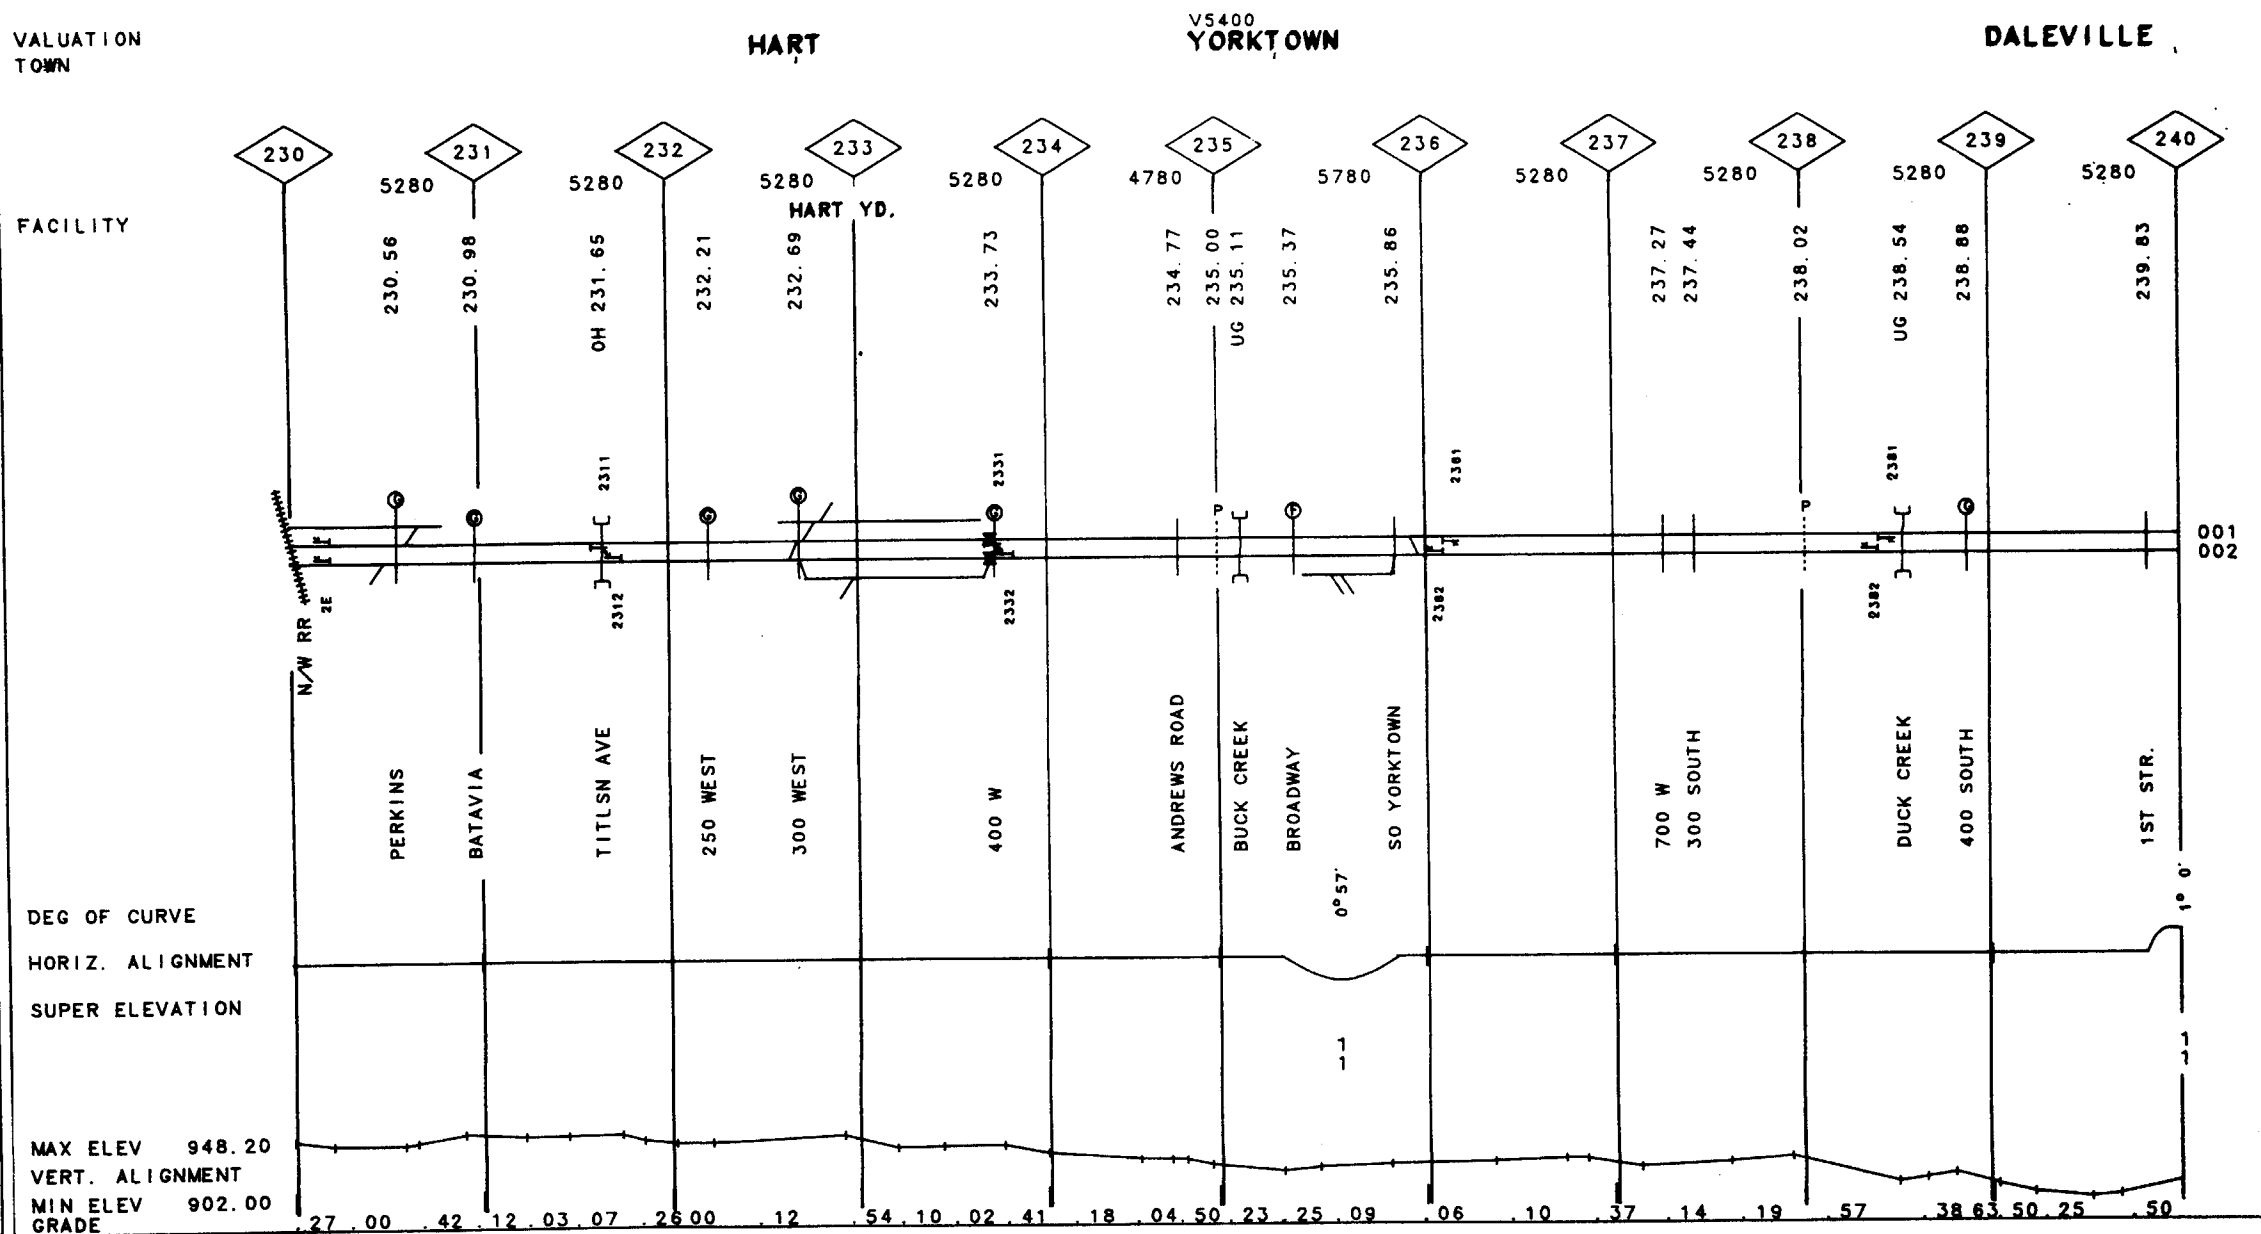 V5400
VALUATION HART YORKTOWN DALEVILLE
TOWN
230 231 232 233 234 235 236 237 238 239 240
5280 5280 5280 5280 4780 5780 5280 5280 5280 5280
HART YD.
FACILITY
230.56
230.98
OH 231.65
232.21
232.69
233.73
234.77
235.00
UG 235.11
235.37
235.86
237.27
237.44
238.02
UG 238.54
238.88
239.83
2311
2331
2361
2381
G G G G G P F P G
001
002
2E
2312
2332
2382
2382
N/W RR
PERKINS
BATAVIA
TITLSN AVE
250 WEST
300 WEST
400 W
ANDREWS ROAD
BUCK CREEK
BROADWAY
SO YORKTOWN
700 W
300 SOUTH
DUCK CREEK
400 SOUTH
1ST STR.
DEG OF CURVE 0°57' 1° 0'
HORIZ. ALIGNMENT
SUPER ELEVATION
1
1
1
1
MAX ELEV 948.20
VERT. ALIGNMENT
MIN ELEV 902.00
GRADE .27 .00 .42 .12 .03 .07 .26 00 .12 .54 .10 .02 .41 .18 .04 .50 .23 .25 .09 .06 .10 .37 .14 .19 .57 .38 63 .50 .25 .50